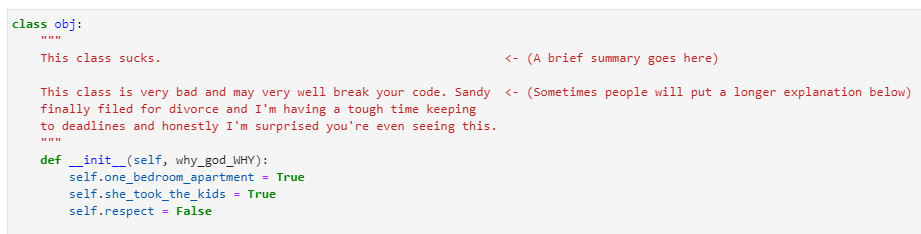 class obj:
    """
    This class sucks.                                                <- (A brief summary goes here)

    This class is very bad and may very well break your code. Sandy  <- (Sometimes people will put a longer explanation below)
    finally filed for divorce and I'm having a tough time keeping
    to deadlines and honestly I'm surprised you're even seeing this.
    """
    def __init__(self, why_god_WHY):
        self.one_bedroom_apartment = True
        self.she_took_the_kids = True
        self.respect = False